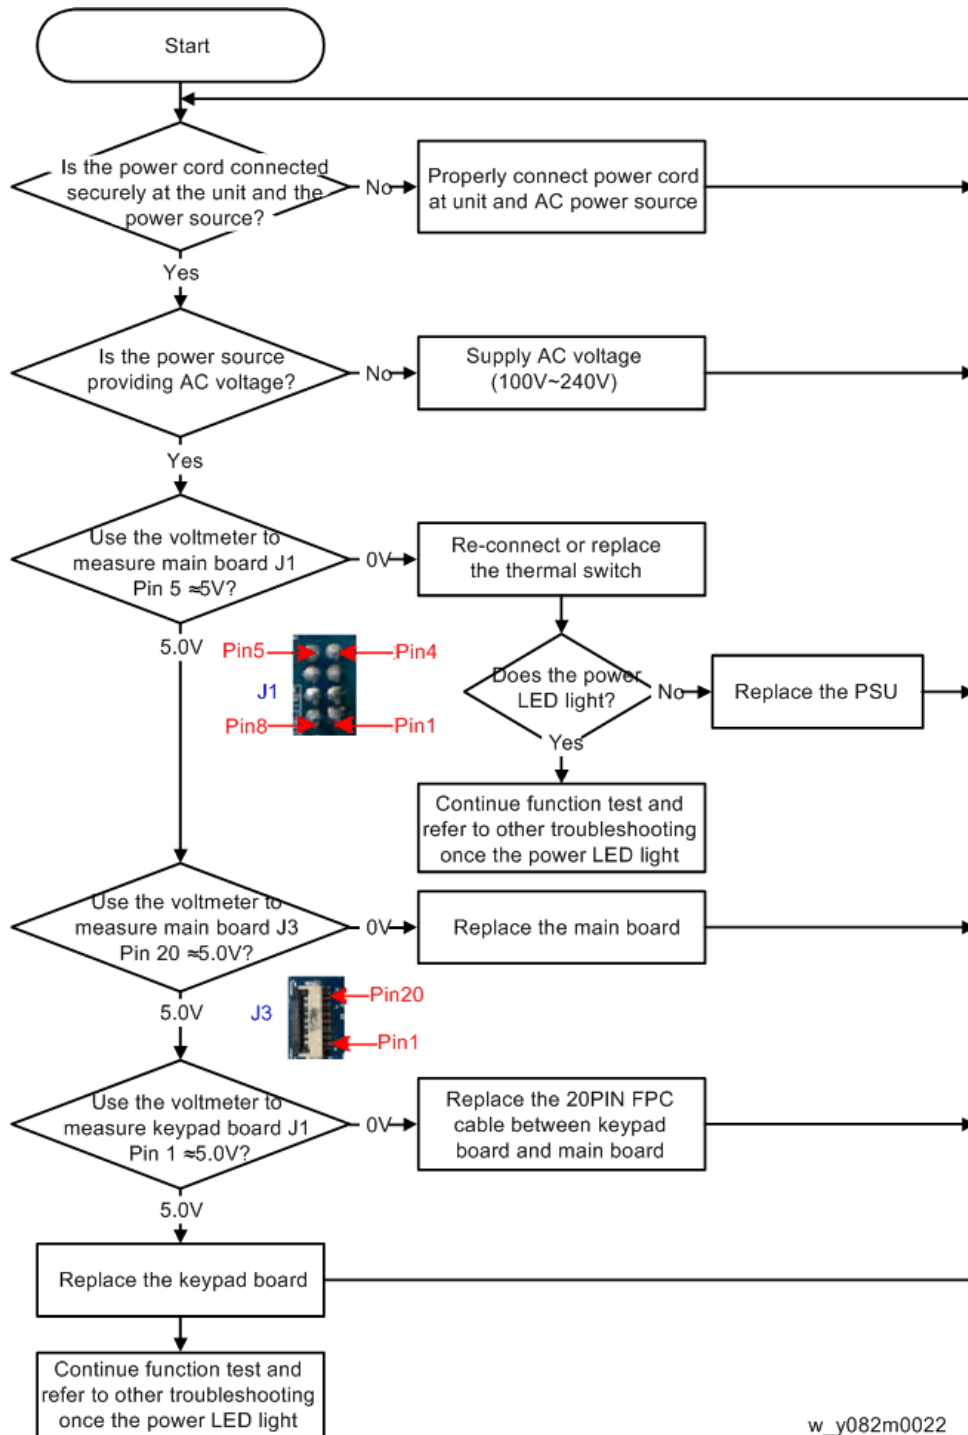 Start
Is the power cord connected
securely at the unit and the
power source?
No
Properly connect power cord
at unit and AC power source
Yes
Is the power source
providing AC voltage?
No
Supply AC voltage
(100V~240V)
Yes
Use the voltmeter to
measure main board J1
Pin 5 ≈5V?
0V
Re-connect or replace
the thermal switch
5.0V
Pin5
Pin4
J1
Pin8
Pin1
Does the power
LED light?
No
Replace the PSU
Yes
Continue function test and
refer to other troubleshooting
once the power LED light
Use the voltmeter to
measure main board J3
Pin 20 ≈5.0V?
0V
Replace the main board
5.0V
J3
Pin20
Pin1
Use the voltmeter to
measure keypad board J1
Pin 1 ≈5.0V?
0V
Replace the 20PIN FPC
cable between keypad
board and main board
5.0V
Replace the keypad board
Continue function test and
refer to other troubleshooting
once the power LED light
w_y082m0022